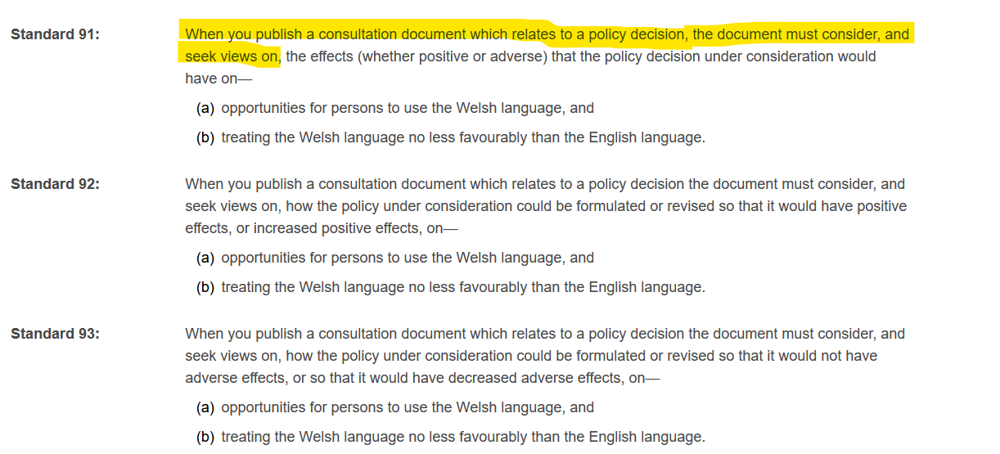 Standard 91: When you publish a consultation document which relates to a policy decision, the document must consider, and
seek views on, the effects (whether positive or adverse) that the policy decision under consideration would
have on—
(a) opportunities for persons to use the Welsh language, and
(b) treating the Welsh language no less favourably than the English language.
Standard 92: When you publish a consultation document which relates to a policy decision the document must consider, and
seek views on, how the policy under consideration could be formulated or revised so that it would have positive
effects, or increased positive effects, on—
(a) opportunities for persons to use the Welsh language, and
(b) treating the Welsh language no less favourably than the English language.
Standard 93: When you publish a consultation document which relates to a policy decision the document must consider, and
seek views on, how the policy under consideration could be formulated or revised so that it would not have
adverse effects, or so that it would have decreased adverse effects, on—
(a) opportunities for persons to use the Welsh language, and
(b) treating the Welsh language no less favourably than the English language.